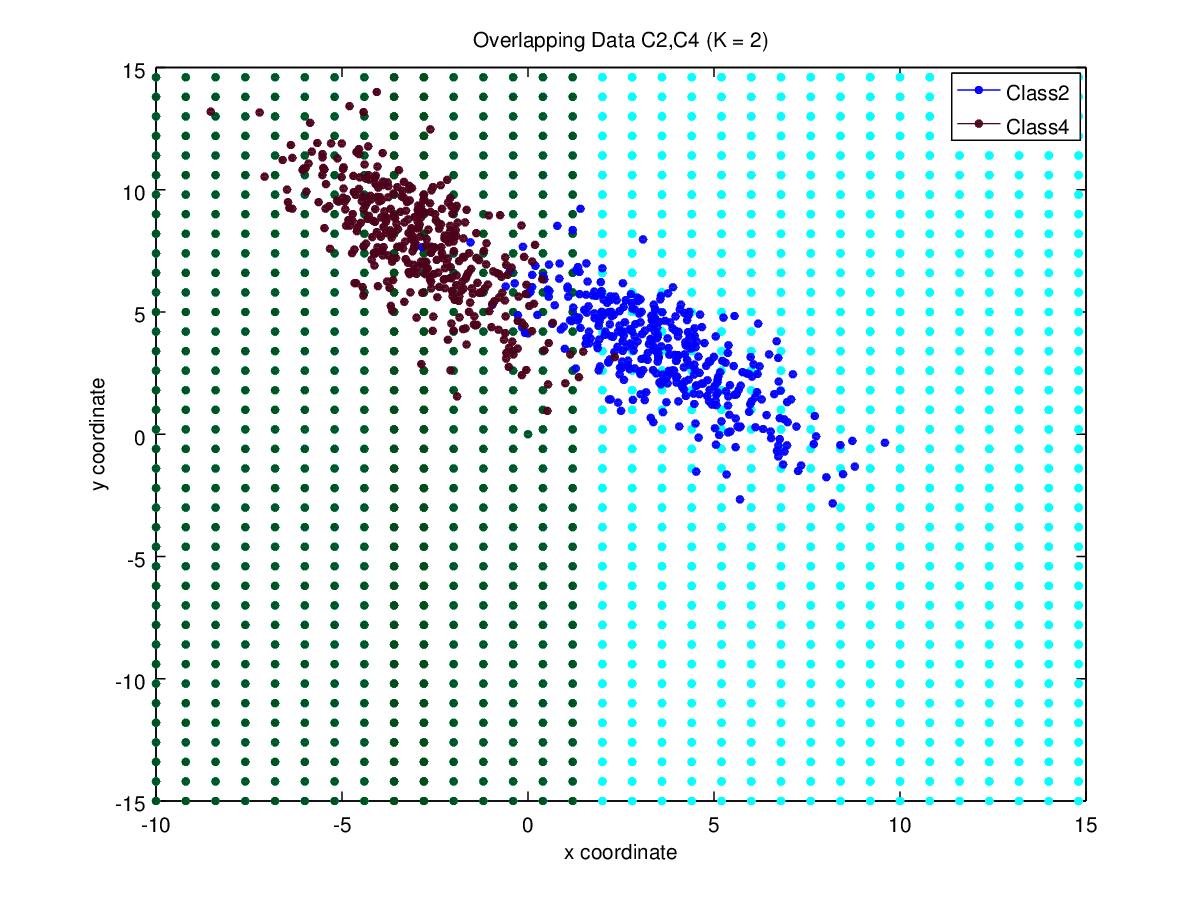 Overlapping Data C2,C4 (K = 2)
Class2
Class4
15
10
5
0
-5
-10
-15
y coordinate
-10
-5
0
5
10
15
x coordinate